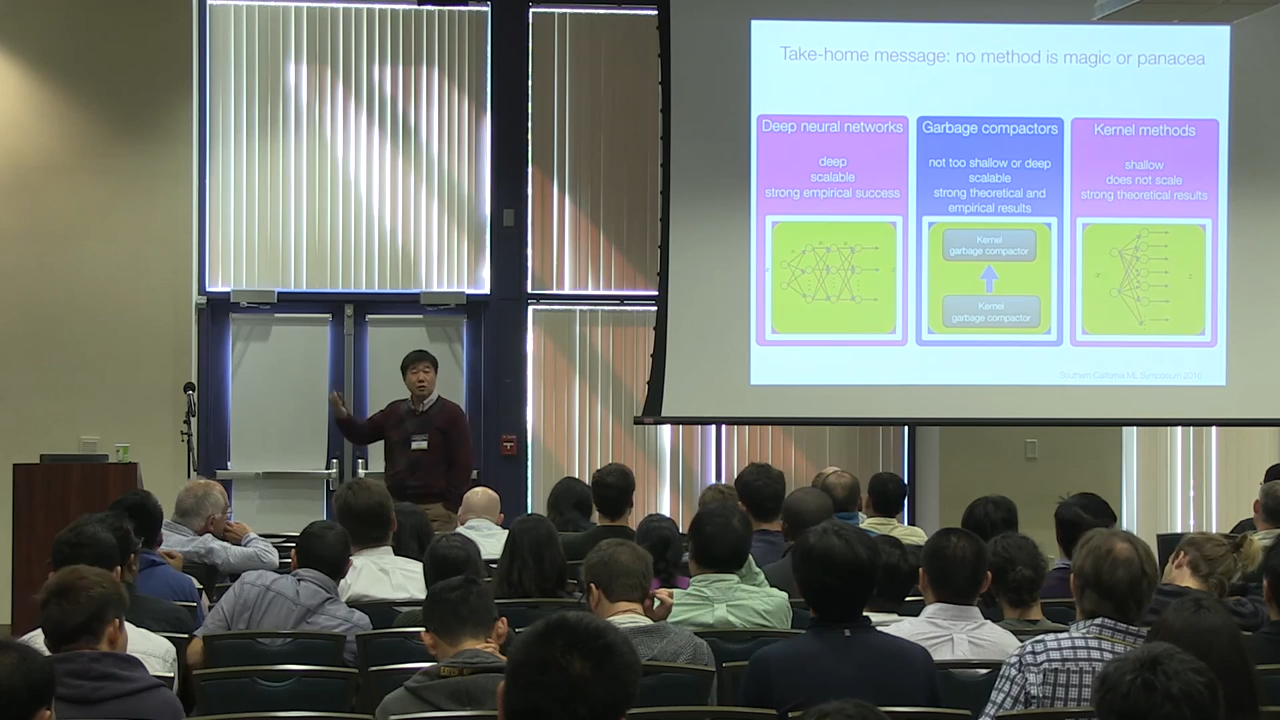 Take-home message: no method is magic or panacea
Deep neural networks
deep
scalable
strong empirical success
Garbage compactors
not too shallow or deep
scalable
strong theoretical and
empirical results
Kernel
garbage compactor
Kernel
garbage compactor
Kernel methods
shallow
does not scale
strong theoretical results
Southern California ML Symposium 2016